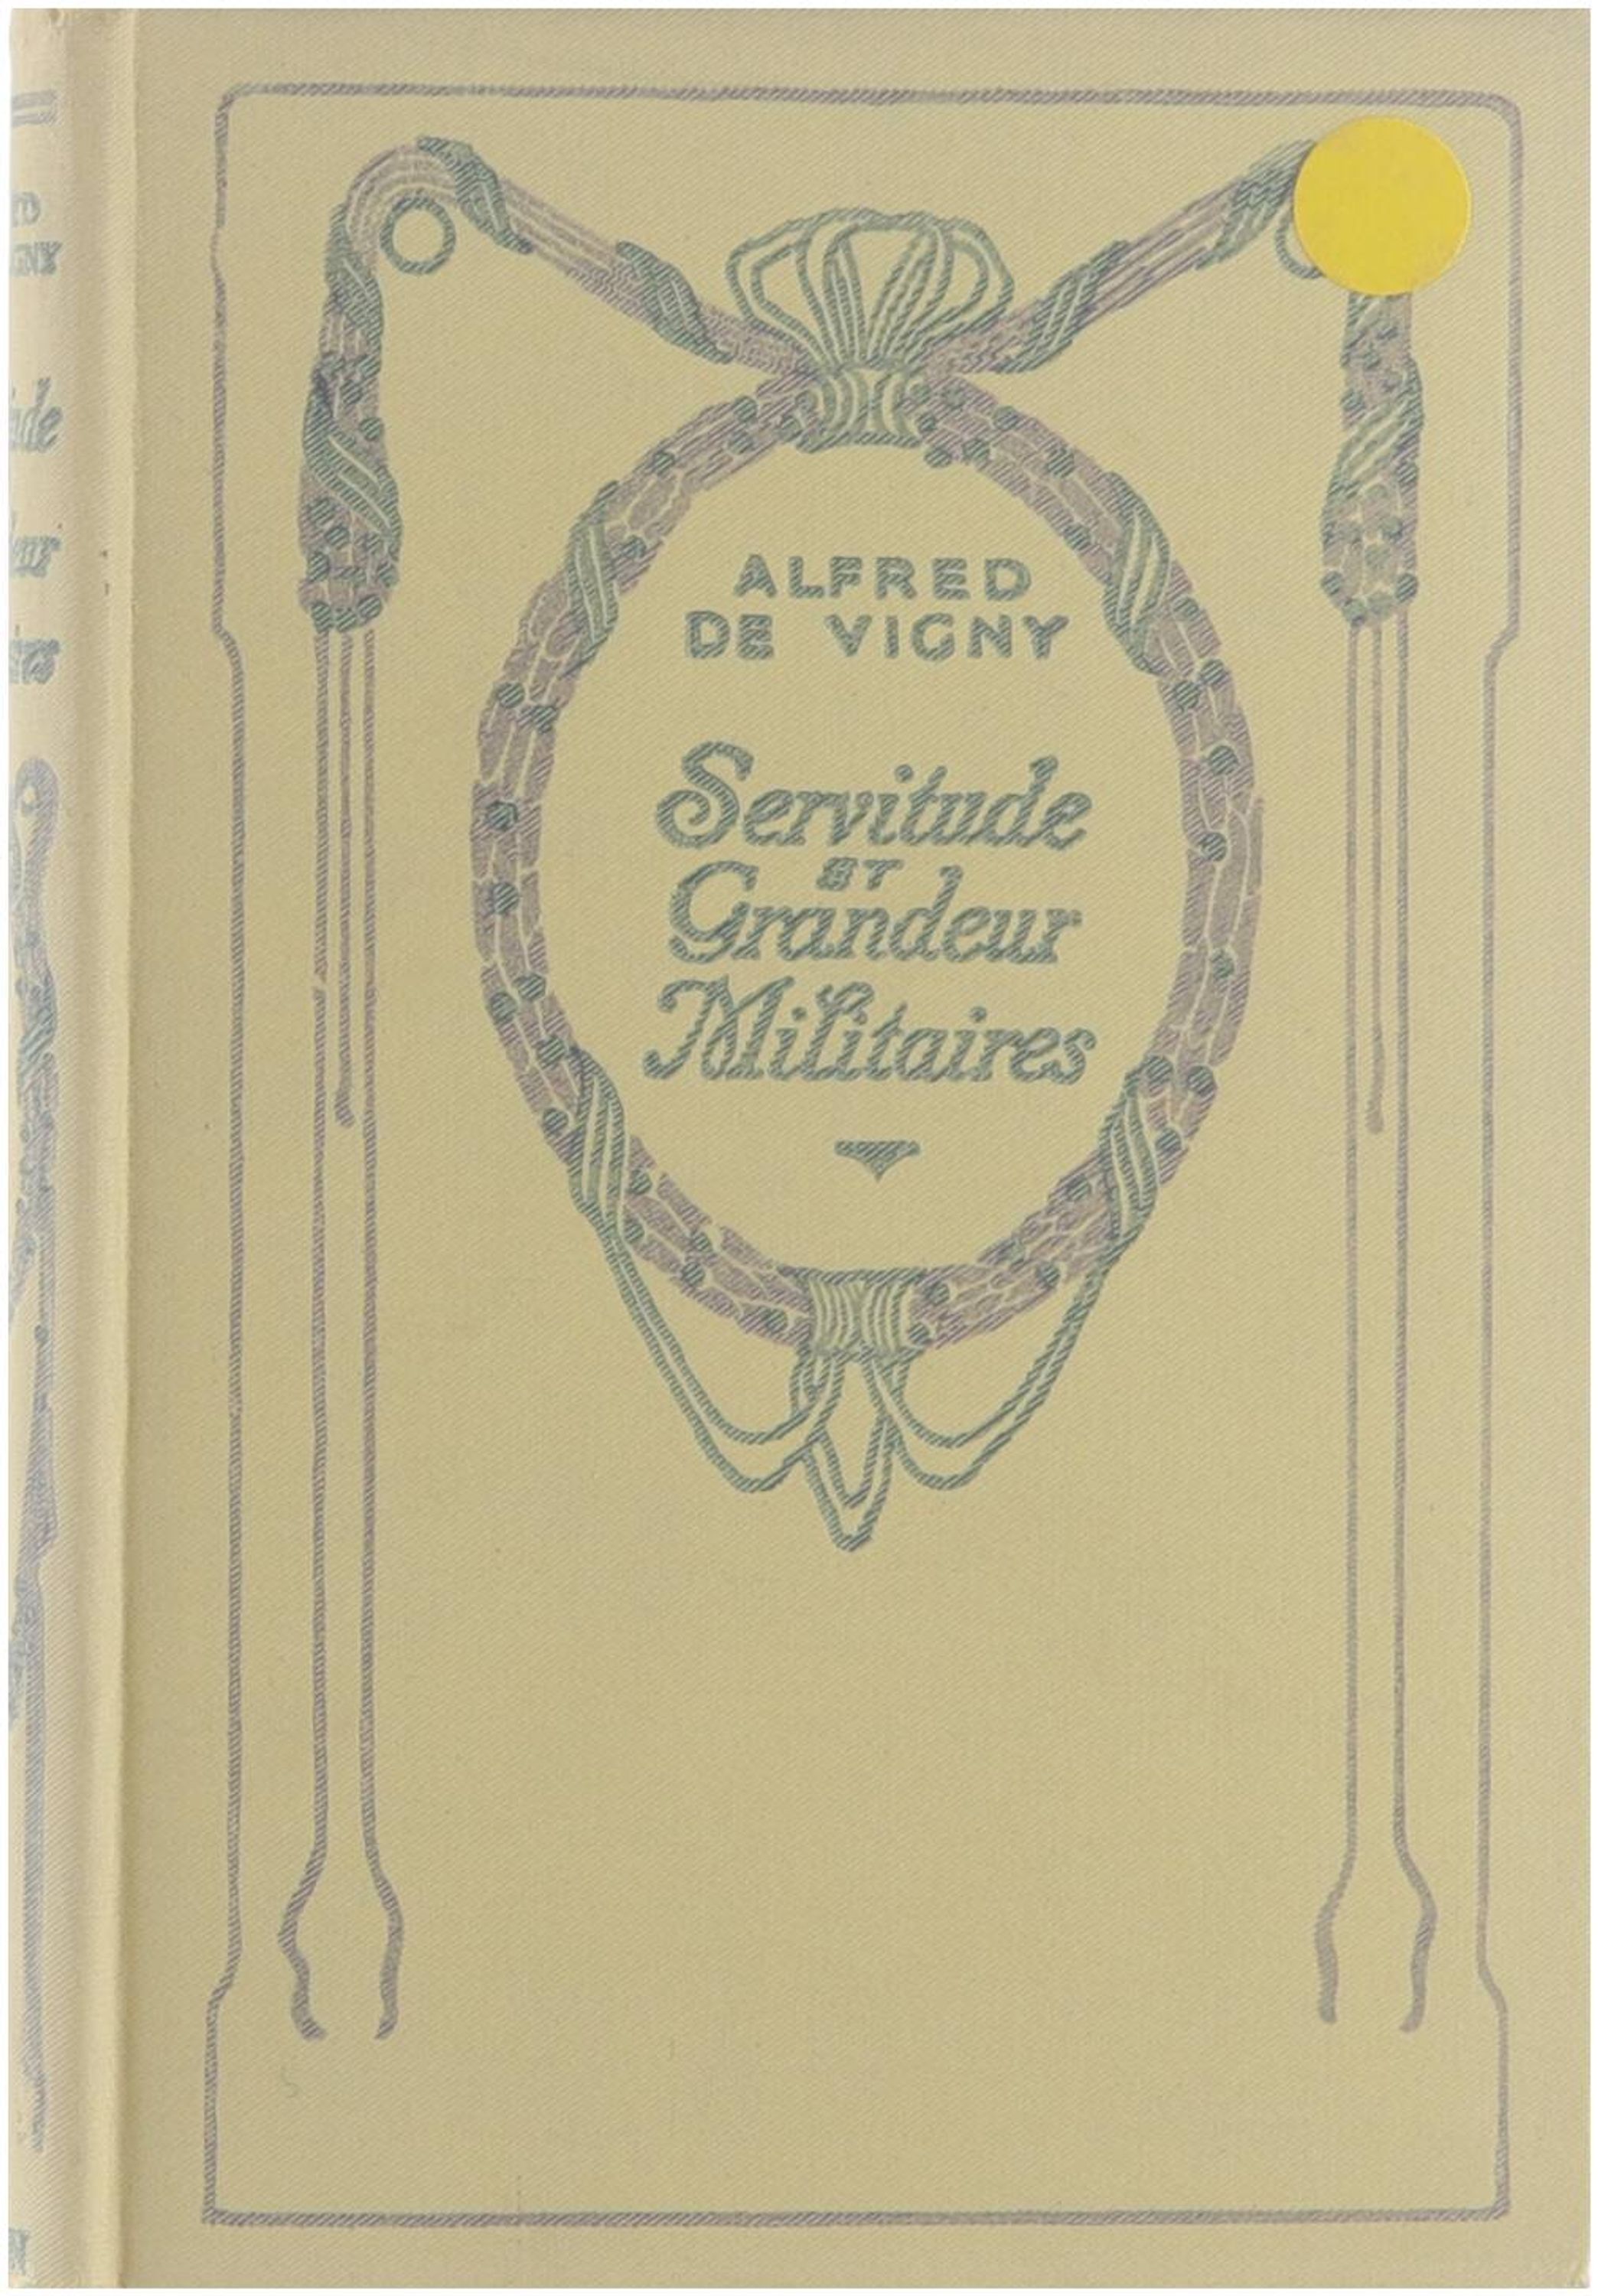 ALFRED
DE VIGNY
Servitude
ET
Grandeur
Militaires